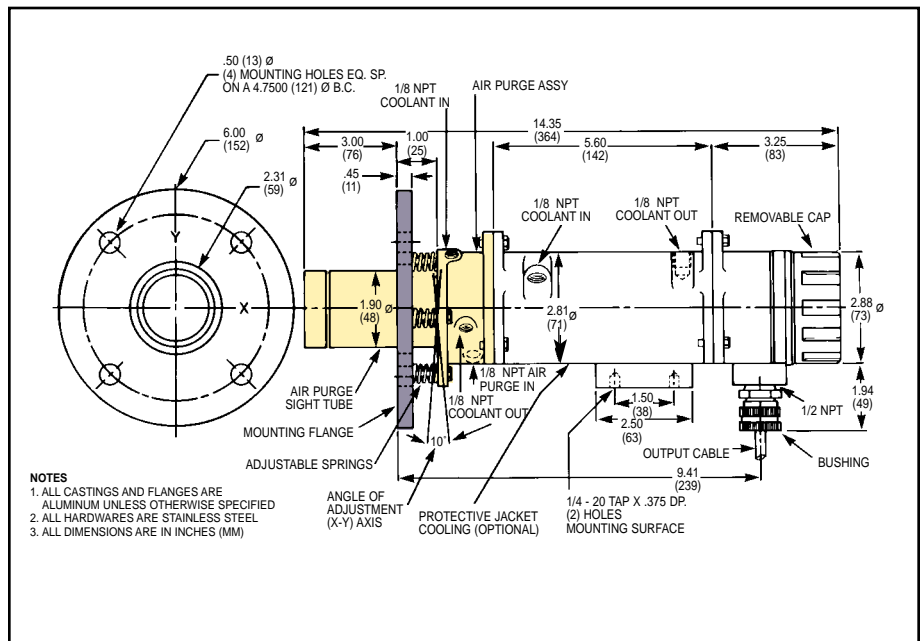 .50 (13) Ø
(4) MOUNTING HOLES EQ. SP.
ON A 4.7500 (121) Ø B.C.
6.00
(152) Ø
2.31
(59) Ø
Y
X
1/8 NPT
COOLANT IN
AIR PURGE ASSY
14.35
(364)
3.00
(76)
1.00
(25)
.45
(11)
5.60
(142)
3.25
(83)
1/8 NPT
COOLANT IN
1/8 NPT
COOLANT OUT
REMOVABLE CAP
1.90
(48) Ø
2.81
(71) Ø
2.88
(73) Ø
1/8 NPT AIR
PURGE IN
1/8 NPT
COOLANT OUT
AIR PURGE
SIGHT TUBE
MOUNTING FLANGE
ADJUSTABLE SPRINGS
10°
ANGLE OF
ADJUSTMENT
(X-Y) AXIS
PROTECTIVE JACKET
COOLING (OPTIONAL)
1.50
(38)
2.50
(63)
1.94
(49)
1/2 NPT
OUTPUT CABLE
BUSHING
9.41
(239)
1/4 - 20 TAP X .375 DP.
(2) HOLES
MOUNTING SURFACE
NOTES
1. ALL CASTINGS AND FLANGES ARE
ALUMINUM UNLESS OTHERWISE SPECIFIED
2. ALL HARDWARES ARE STAINLESS STEEL
3. ALL DIMENSIONS ARE IN INCHES (MM)